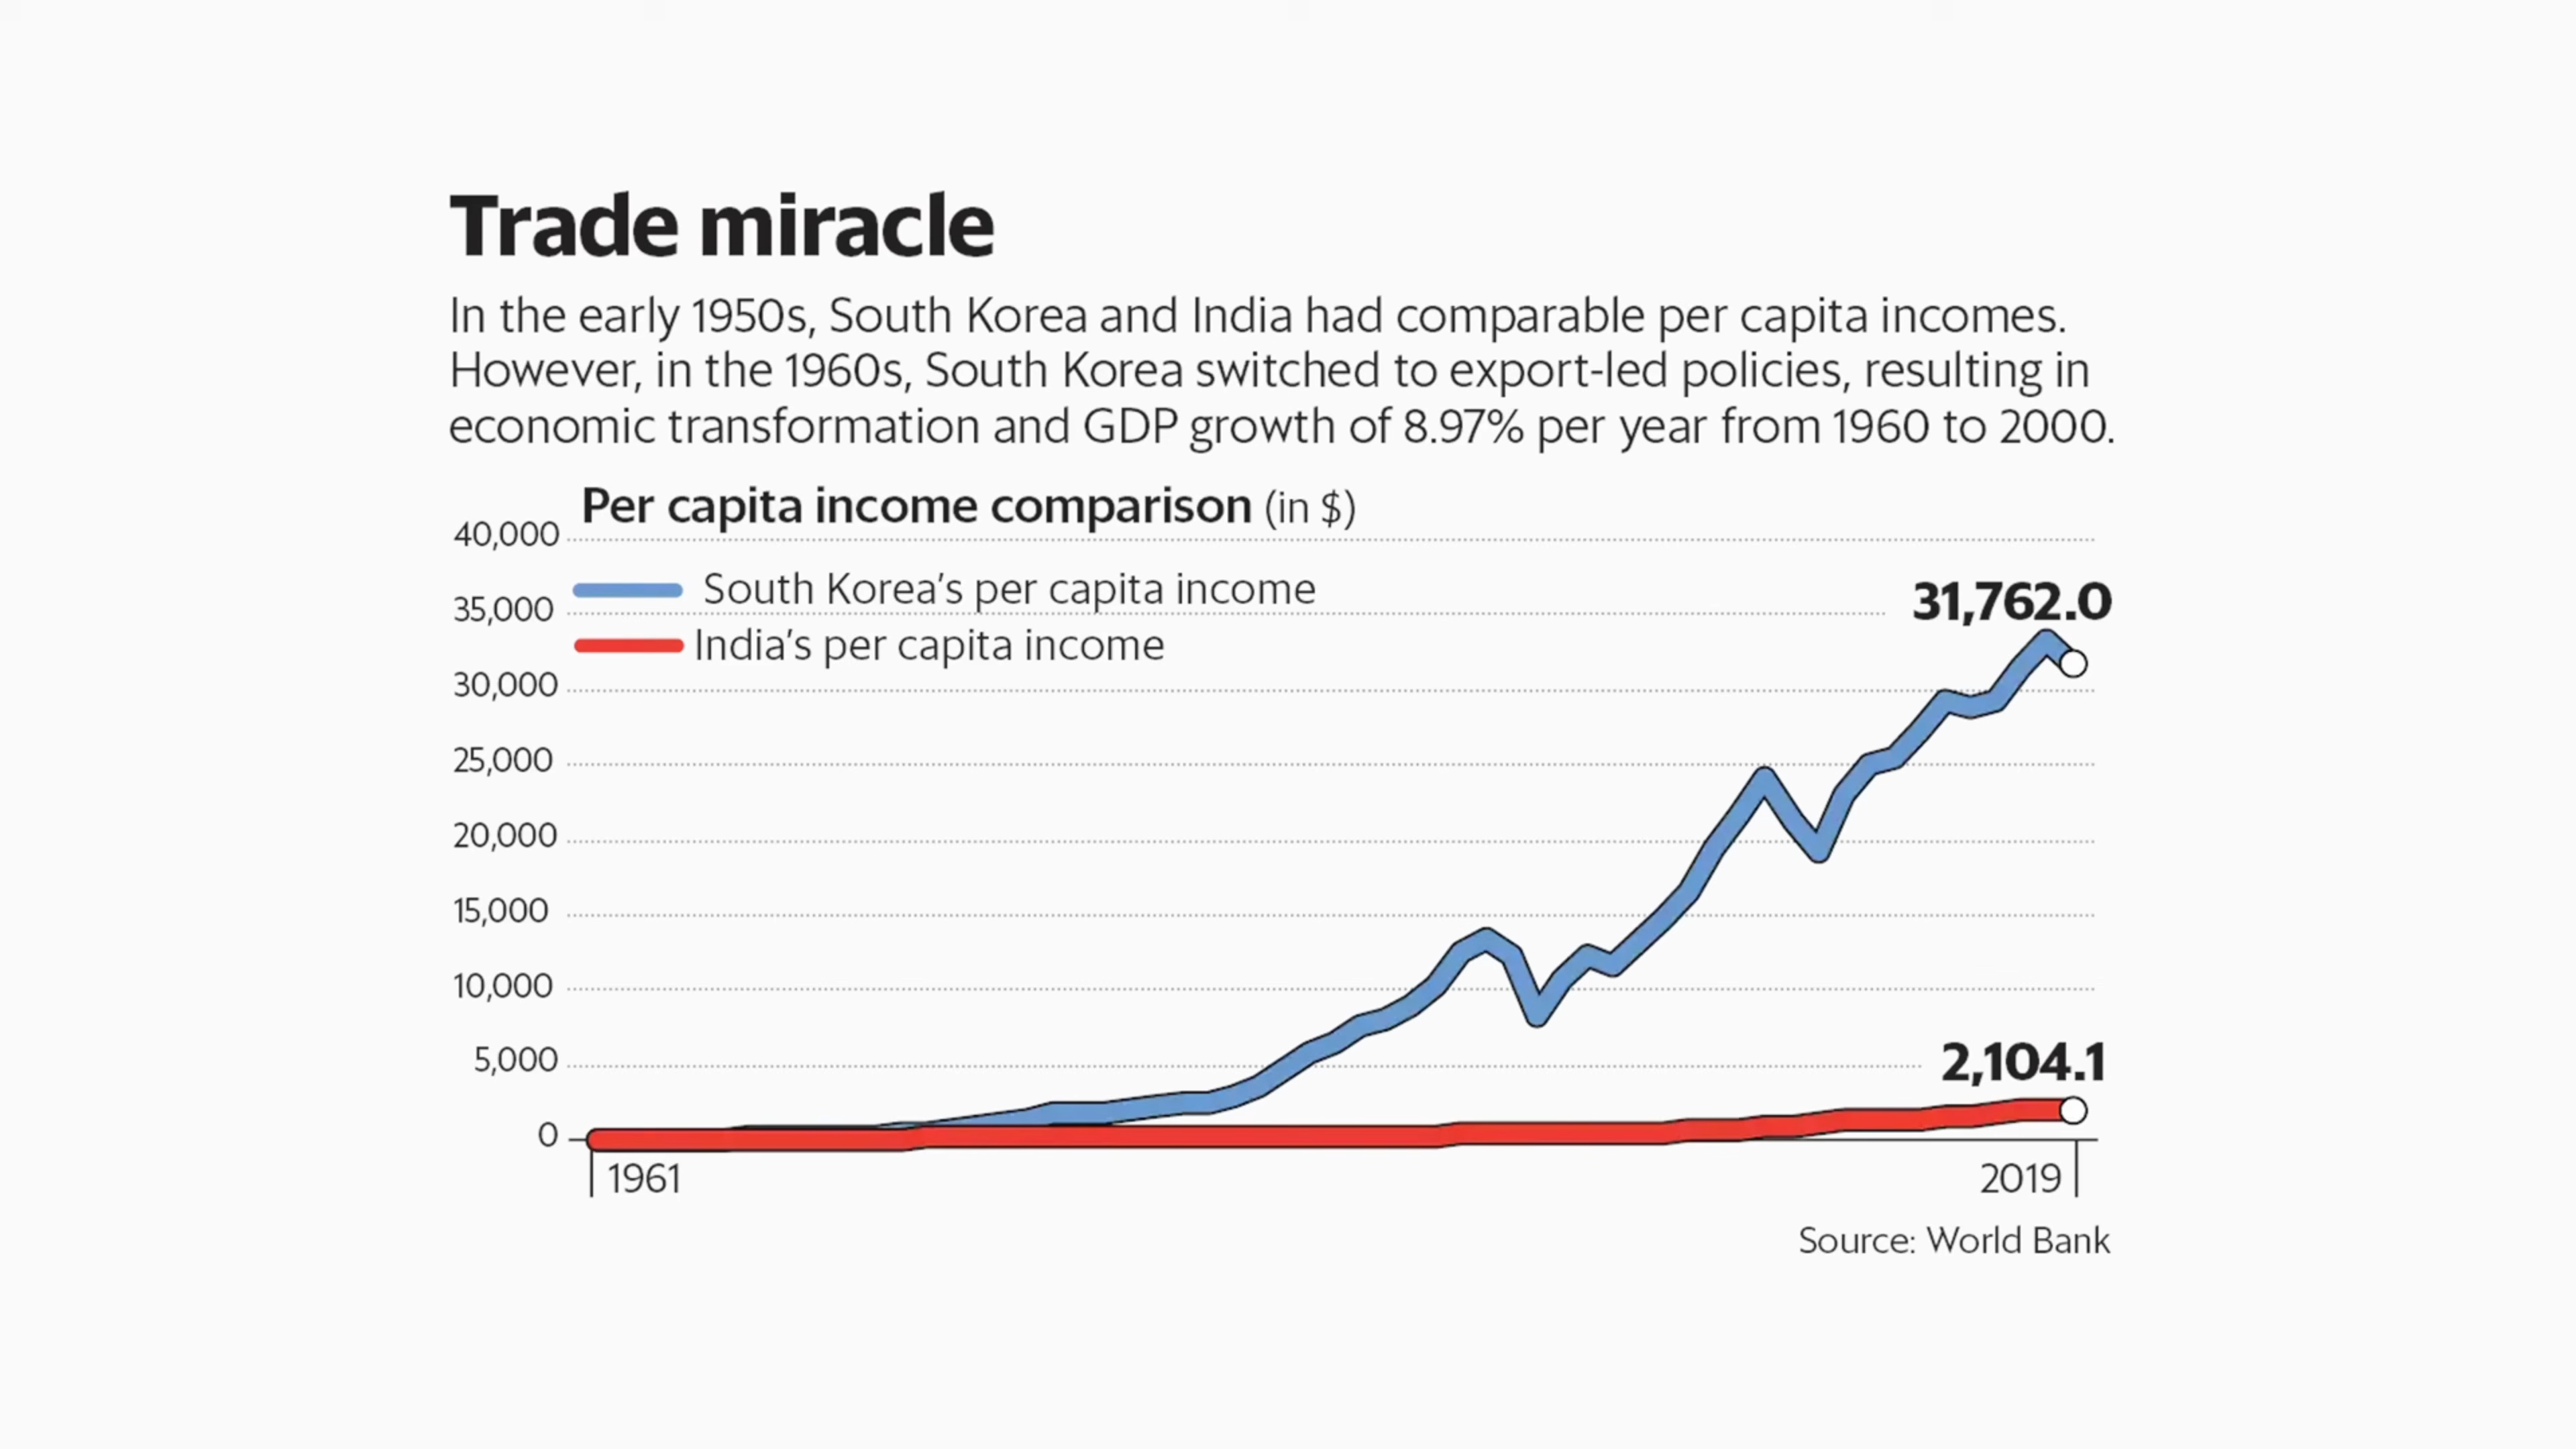 Trade miracle
In the early 1950s, South Korea and India had comparable per capita incomes.
However, in the 1960s, South Korea switched to export-led policies, resulting in
economic transformation and GDP growth of 8.97% per year from 1960 to 2000.
Per capita income comparison (in $)
40,000
South Korea's per capita income
35,000
31,762.0
India's per capita income
30,000
25,000
20,000
15,000
10,000
5,000
2,104.1
0
1961
2019
Source: World Bank